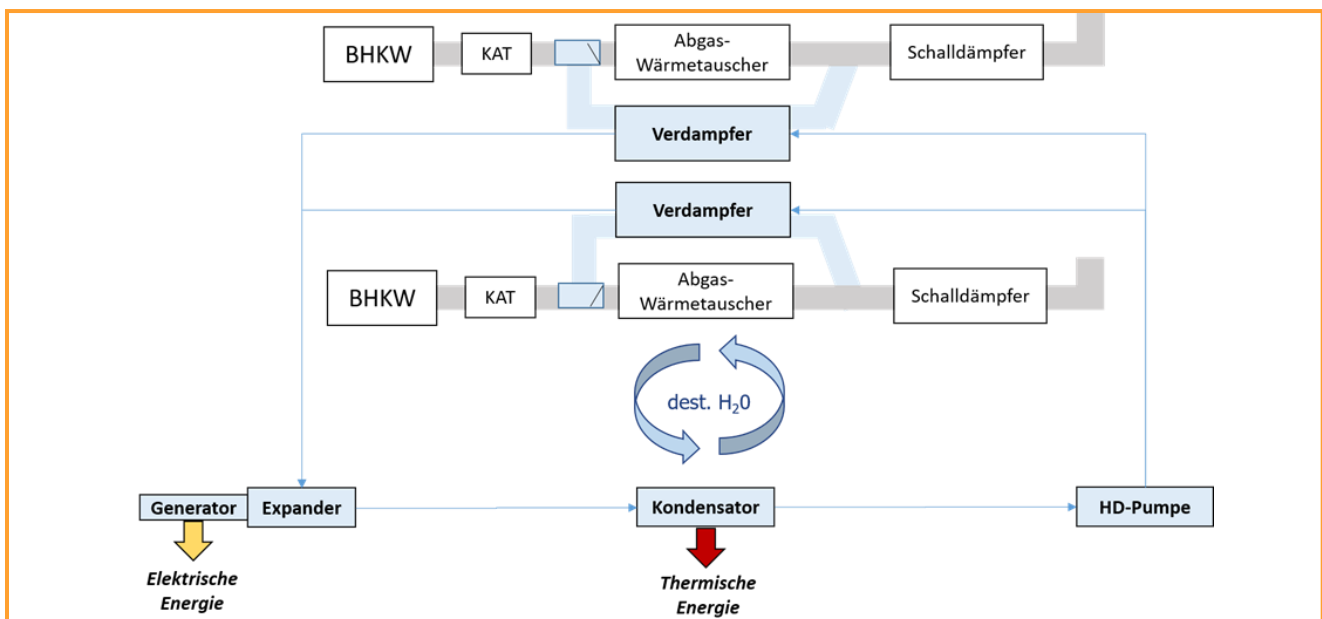 BHKW
KAT
Abgas-
Wärmetauscher
Schalldämpfer
Verdampfer
Verdampfer
BHKW
KAT
Abgas-
Wärmetauscher
Schalldämpfer
dest. H₂0
Generator
Expander
Kondensator
HD-Pumpe
Elektrische
Energie
Thermische
Energie